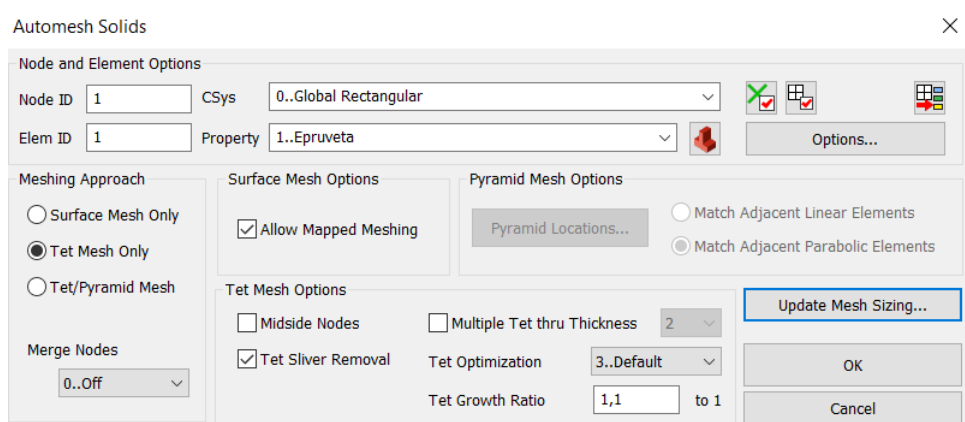 Automesh Solids
Node and Element Options
Node ID 1 CSys 0..Global Rectangular
Elem ID 1 Property 1..Epruveta Options...
Meshing Approach Surface Mesh Options Pyramid Mesh Options
Surface Mesh Only Allow Mapped Meshing Pyramid Locations... Match Adjacent Linear Elements
Tet Mesh Only Match Adjacent Parabolic Elements
Tet/Pyramid Mesh Tet Mesh Options Update Mesh Sizing...
Midside Nodes Multiple Tet thru Thickness 2
Merge Nodes Tet Sliver Removal Tet Optimization 3..Default OK
0..Off Tet Growth Ratio 1,1 to 1 Cancel